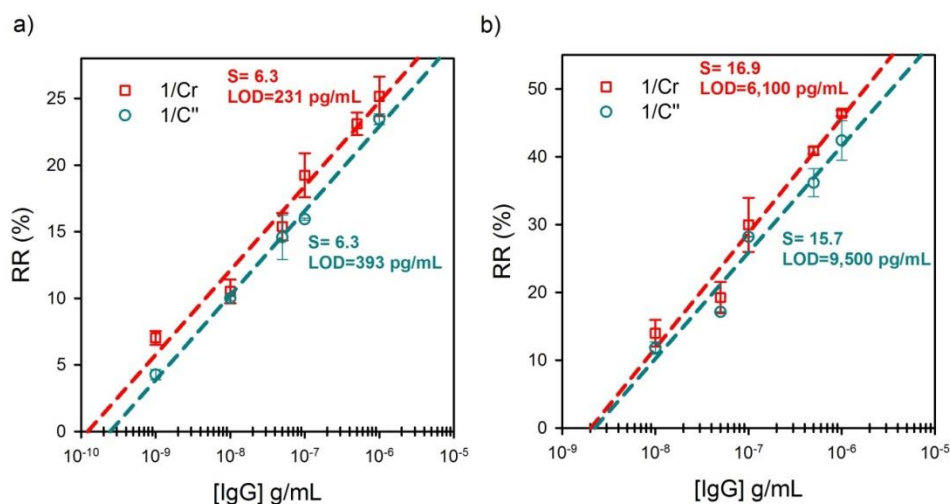 a)
RR (%)
25
20
15
10
5
0
1/Cr
1/C"
S= 6.3
LOD=231 pg/mL
S= 6.3
LOD=393 pg/mL
10-10
10-9
10-8
10-7
10-6
10-5
[IgG] g/mL
b)
RR (%)
50
40
30
20
10
0
1/Cr
1/C"
S= 16.9
LOD=6,100 pg/mL
S= 15.7
LOD=9,500 pg/mL
10-9
10-8
10-7
10-6
10-5
[IgG] g/mL